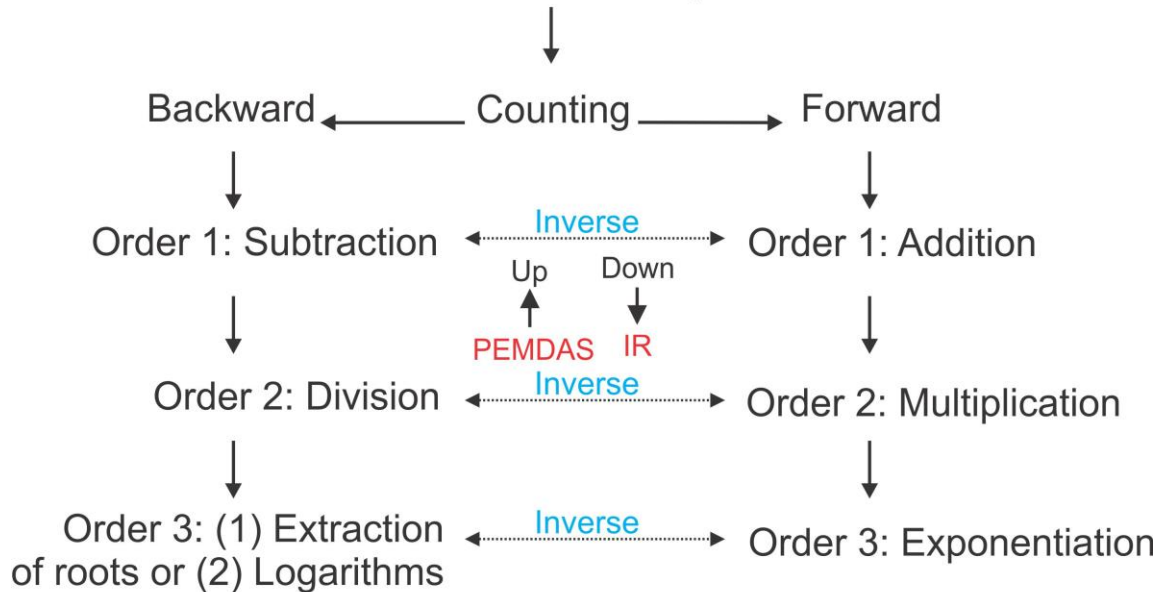 Backward Counting Forward
Order 1: Subtraction Inverse Order 1: Addition
Up Down
PEMDAS IR
Order 2: Division Inverse Order 2: Multiplication
Order 3: (1) Extraction
of roots or (2) Logarithms Inverse Order 3: Exponentiation